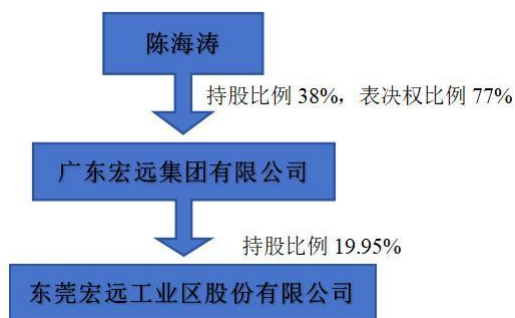 陈海涛
持股比例 38%，表决权比例 77%
广东宏远集团有限公司
持股比例 19.95%
东莞宏远工业区股份有限公司